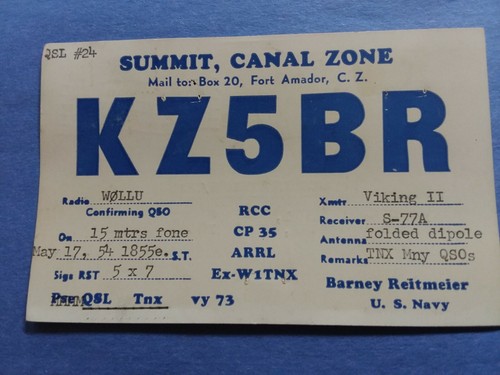 QSL #24
SUMMIT, CANAL ZONE
Mail to: Box 20, Fort Amador, C. Z.
KZ5BR
Radio WØLLU
Confirming QSO
On 15 mtrs fone
May 17, 54 1855e. S.T.
Sigs RST 5 x 7
Pse QSL Tnx vy 73
RCC
CP 35
ARRL
Ex-W1TNX
Xmtr Viking II
Receiver S-77A
Antenna folded dipole
Remarks TNX Mny QSOs
Barney Reitmeier
U. S. Navy